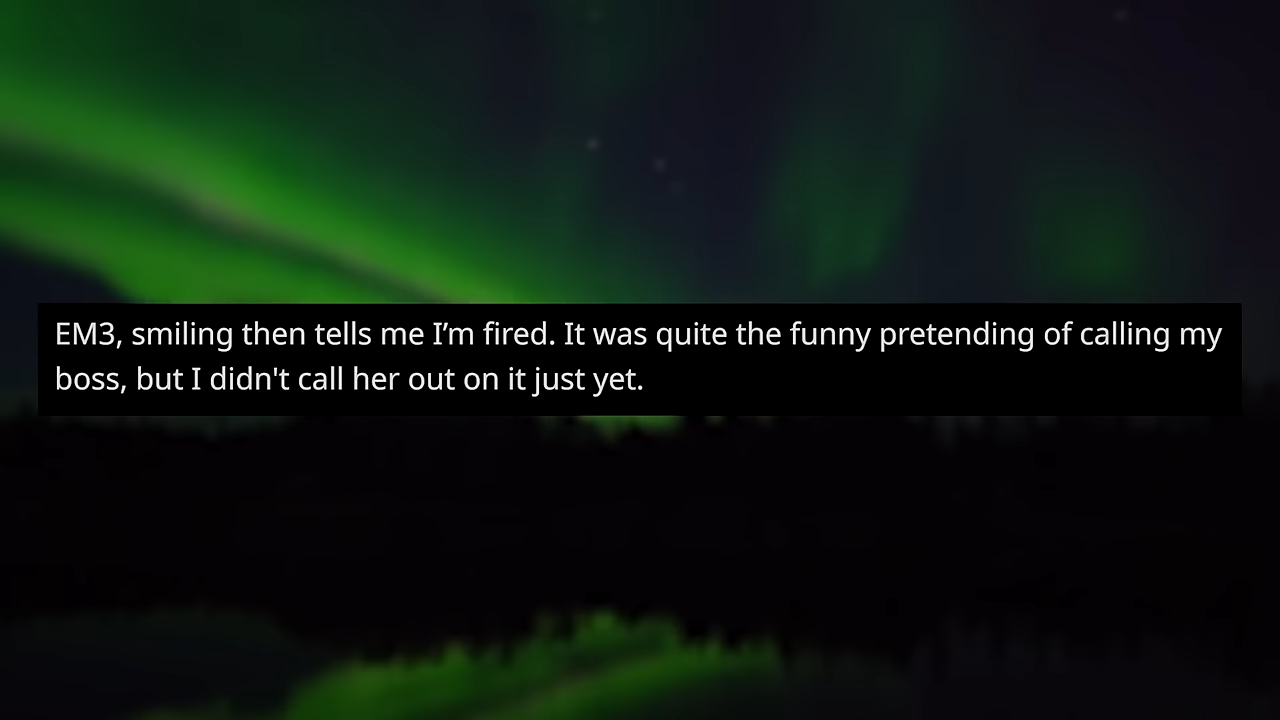 EM3, smiling then tells me I’m fired. It was quite the funny pretending of calling my
boss, but I didn't call her out on it just yet.